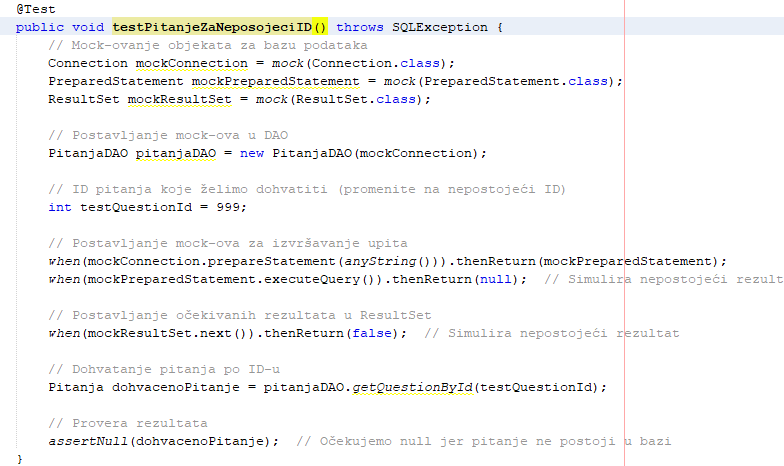 @Test
public void testPitanjeZaNeposojeciID() throws SQLException {
// Mock-ovanje objekata za bazu podataka
Connection mockConnection = mock(Connection.class);
PreparedStatement mockPreparedStatement = mock(PreparedStatement.class);
ResultSet mockResultSet = mock(ResultSet.class);
// Postavljanje mock-ova u DAO
PitanjaDAO pitanjaDAO = new PitanjaDAO(mockConnection);
// ID pitanja koje želimo dohvatiti (promenite na nepostojeći ID)
int testQuestionId = 999;
// Postavljanje mock-ova za izvršavanje upita
when(mockConnection.prepareStatement(anyString())).thenReturn(mockPreparedStatement);
when(mockPreparedStatement.executeQuery()).thenReturn(null);  // Simulira nepostojeći rezult
// Postavljanje očekivanih rezultata u ResultSet
when(mockResultSet.next()).thenReturn(false);  // Simulira nepostojeći rezultat
// Dohvatanje pitanja po ID-u
Pitanja dohvacenoPitanje = pitanjaDAO.getQuestionById(testQuestionId);
// Provera rezultata
assertNull(dohvacenoPitanje);  // Očekujemo null jer pitanje ne postoji u bazi
}